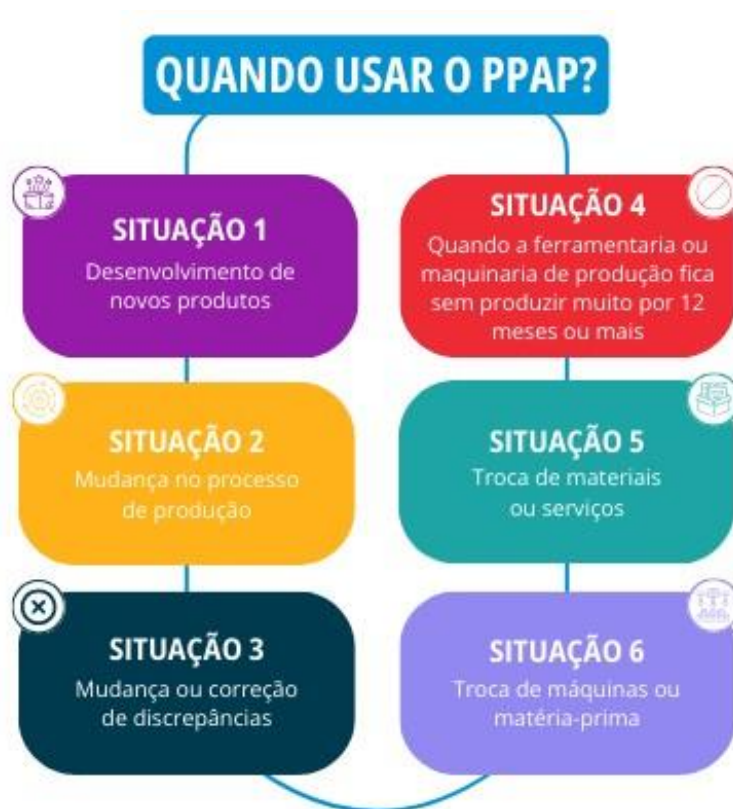 QUANDO USAR O PPAP?
SITUAÇÃO 1
Desenvolvimento de
novos produtos
SITUAÇÃO 2
Mudança no processo
de produção
SITUAÇÃO 3
Mudança ou correção
de discrepâncias
SITUAÇÃO 4
Quando a ferramentaria ou
maquinaria de produção fica
sem produzir muito por 12
meses ou mais
SITUAÇÃO 5
Troca de materiais
ou serviços
SITUAÇÃO 6
Troca de máquinas ou
matéria-prima